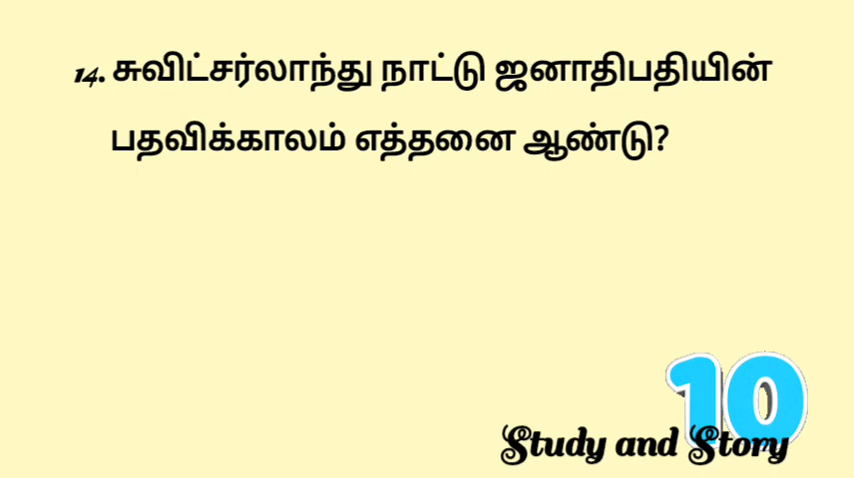 14. சுவிட்சர்லாந்து நாட்டு ஜனாதிபதியின்
பதவிக்காலம் எத்தனை ஆண்டு?
10
Study and Story